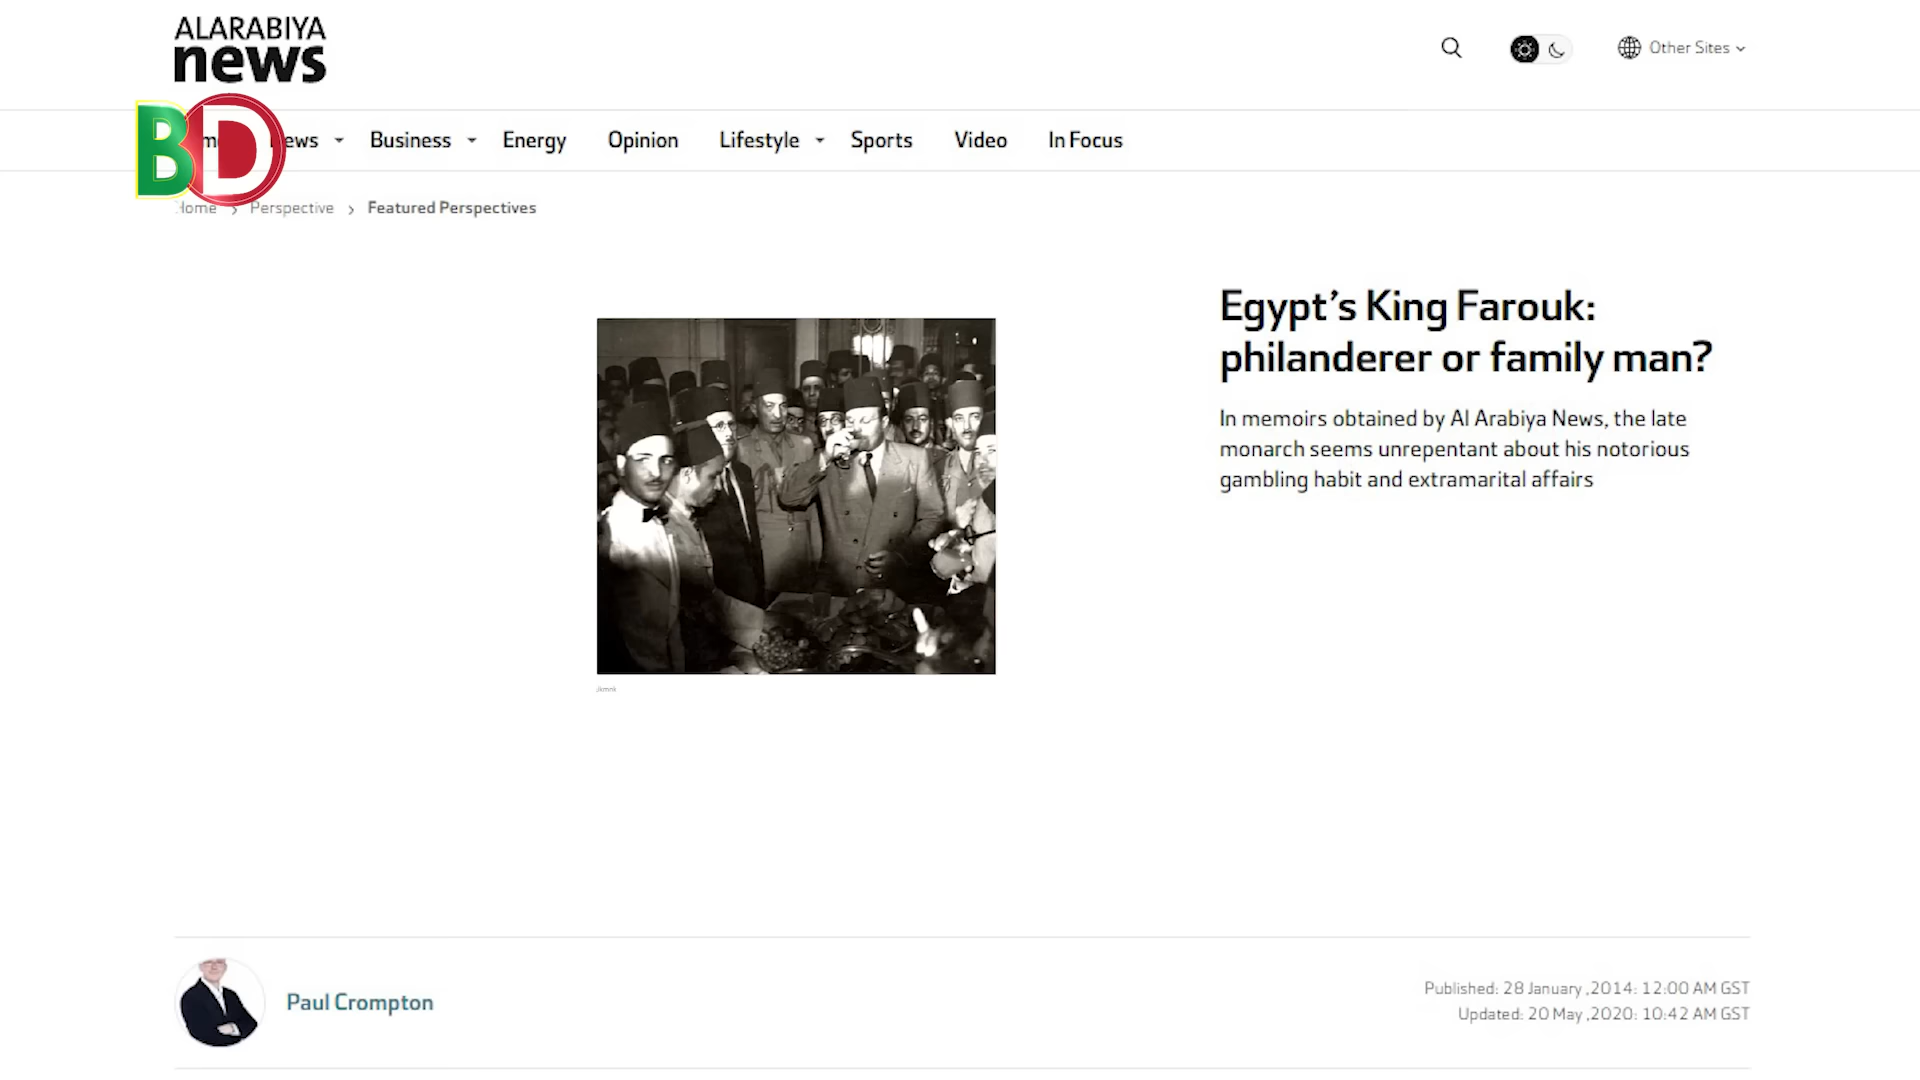 ALARABIYA
news
Other Sites
BD
News Business Energy Opinion Lifestyle Sports Video In Focus
Home > Perspective > Featured Perspectives
Egypt’s King Farouk:
philanderer or family man?
In memoirs obtained by Al Arabiya News, the late
monarch seems unrepentant about his notorious
gambling habit and extramarital affairs
Paul Crompton
Published: 28 January ,2014: 12:00 AM GST
Updated: 20 May ,2020: 10:42 AM GST